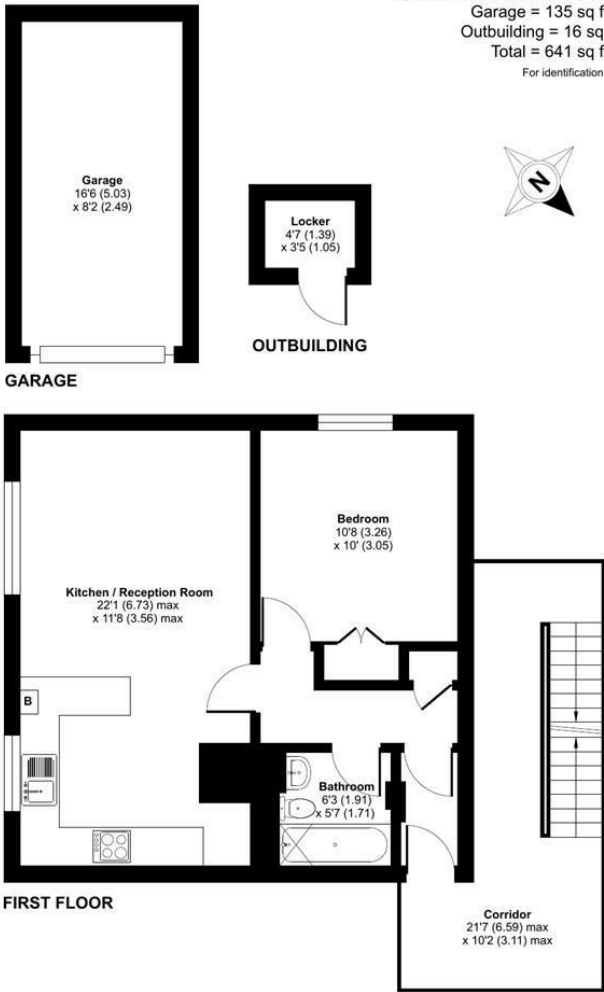 Garage = 135 sq f
Outbuilding = 16 sq
Total = 641 sq f
For identification
Garage
16'6 (5.03)
x 8'2 (2.49)
N
Locker
4'7 (1.39)
x 3'5 (1.05)
OUTBUILDING
GARAGE
Bedroom
10'8 (3.26)
x 10' (3.05)
Kitchen / Reception Room
22'1 (6.73) max
x 11'8 (3.56) max
B
Bathroom
6'3 (1.91)
x 5'7 (1.71)
FIRST FLOOR
Corridor
21'7 (6.59) max
x 10'2 (3.11) max